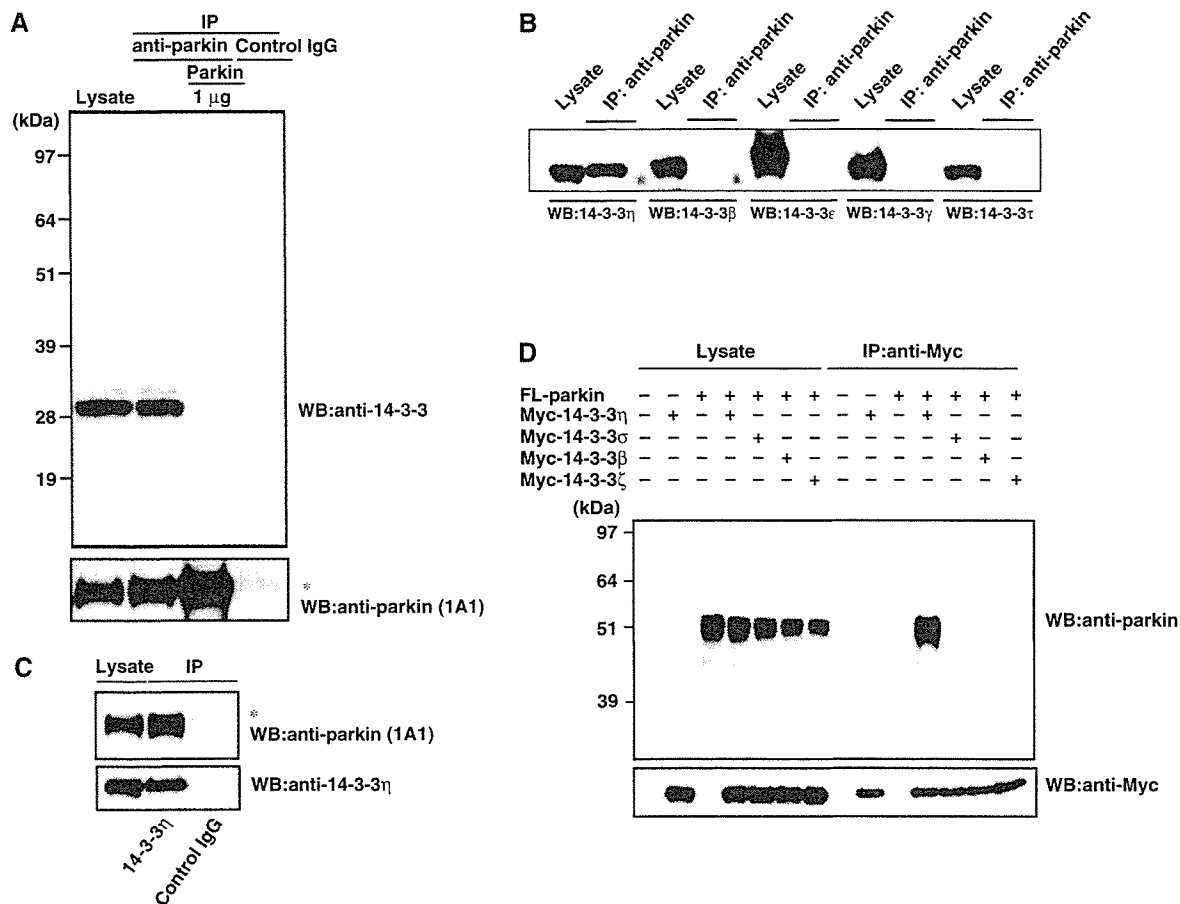 A
IP
anti-parkin Control IgG
Parkin
Lysate 1 μg
(kDa)
97
64
51
39
28
19
WB:anti-14-3-3
*
WB:anti-parkin (1A1)
B
Lysate IP: anti-parkin Lysate IP: anti-parkin Lysate IP: anti-parkin Lysate IP: anti-parkin Lysate IP: anti-parkin
WB:14-3-3η WB:14-3-3β WB:14-3-3ε WB:14-3-3γ WB:14-3-3τ
C
Lysate IP
*
WB:anti-parkin (1A1)
WB:anti-14-3-3η
14-3-3η Control IgG
D
Lysate IP:anti-Myc
FL-parkin – – + + + + + – – + + + + +
Myc-14-3-3η – + – + – – – – + – + – – –
Myc-14-3-3σ – – – – + – – – – – – + – –
Myc-14-3-3β – – – – – + – – – – – – + –
Myc-14-3-3ζ – – – – – – + – – – – – – +
(kDa)
97
64
51
39
WB:anti-parkin
WB:anti-Myc